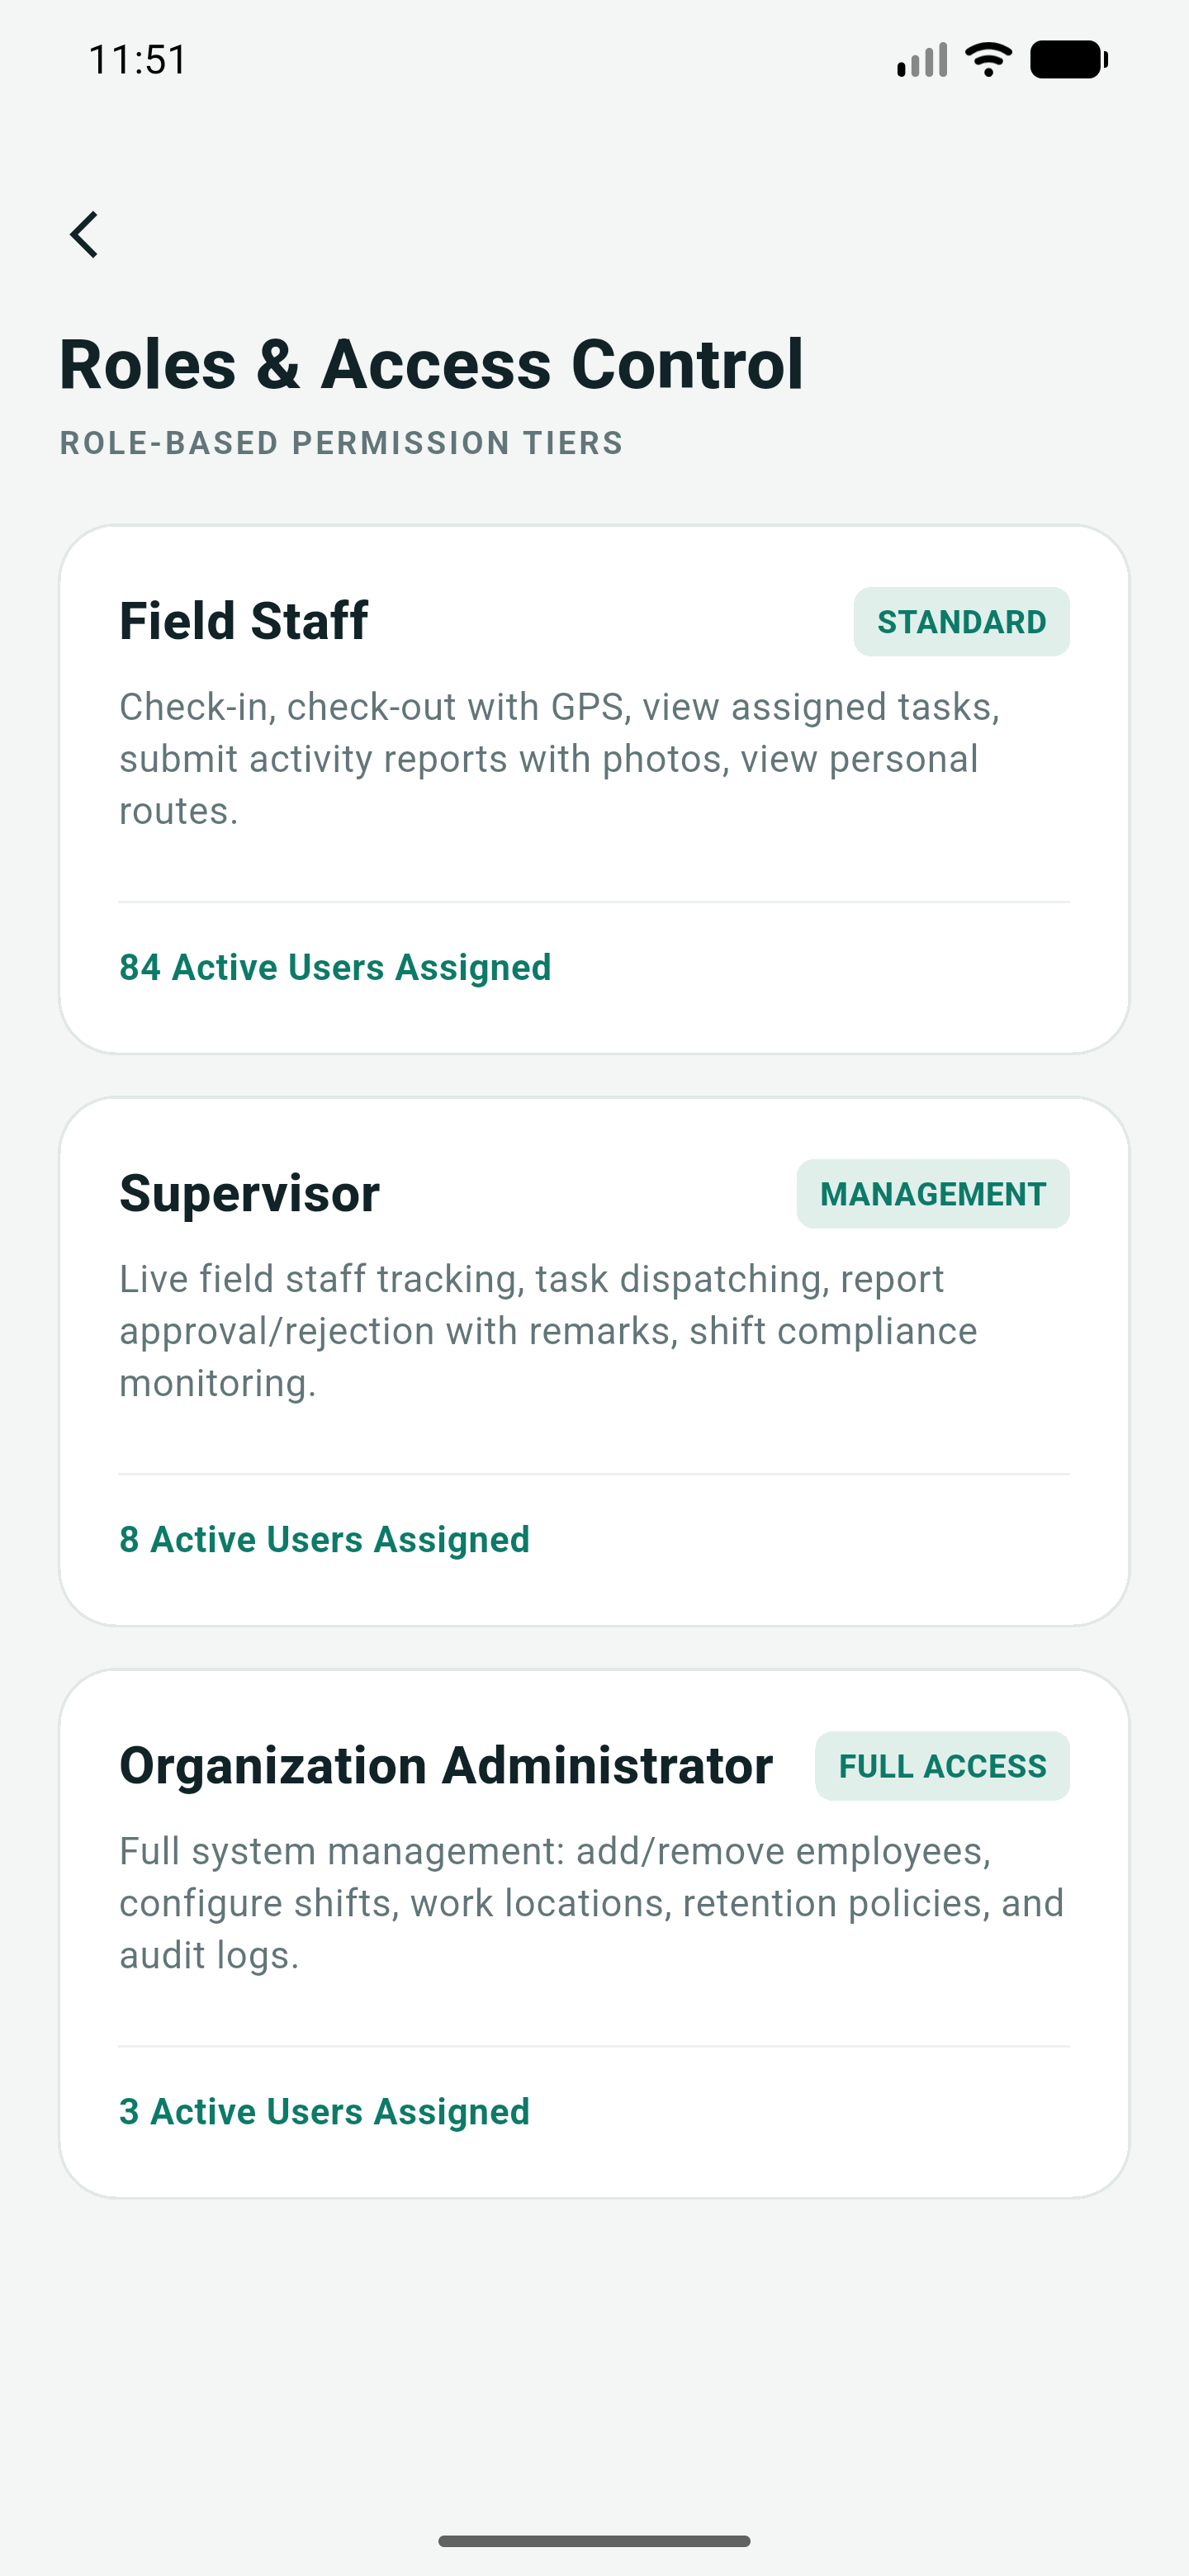 11:51
Roles & Access Control
ROLE-BASED PERMISSION TIERS
Field Staff
STANDARD
Check-in, check-out with GPS, view assigned tasks,
submit activity reports with photos, view personal
routes.
84 Active Users Assigned
Supervisor
MANAGEMENT
Live field staff tracking, task dispatching, report
approval/rejection with remarks, shift compliance
monitoring.
8 Active Users Assigned
Organization Administrator
FULL ACCESS
Full system management: add/remove employees,
configure shifts, work locations, retention policies, and
audit logs.
3 Active Users Assigned